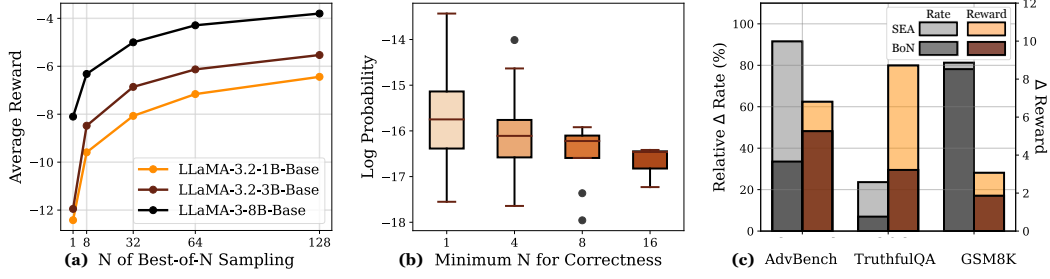 −4
−6
−8
−10
−12
Average Reward
LLaMA-3.2-1B-Base
LLaMA-3.2-3B-Base
LLaMA-3-8B-Base
1 8 32 64 128
(a) N of Best-of-N Sampling
−14
−15
−16
−17
−18
Log Probability
1 4 8 16
(b) Minimum N for Correctness
100
80
60
40
20
0
Relative Δ Rate (%)
Rate Reward
SEA
BoN
12
10
8
6
4
2
0
Δ Reward
AdvBench TruthfulQA GSM8K
(c)